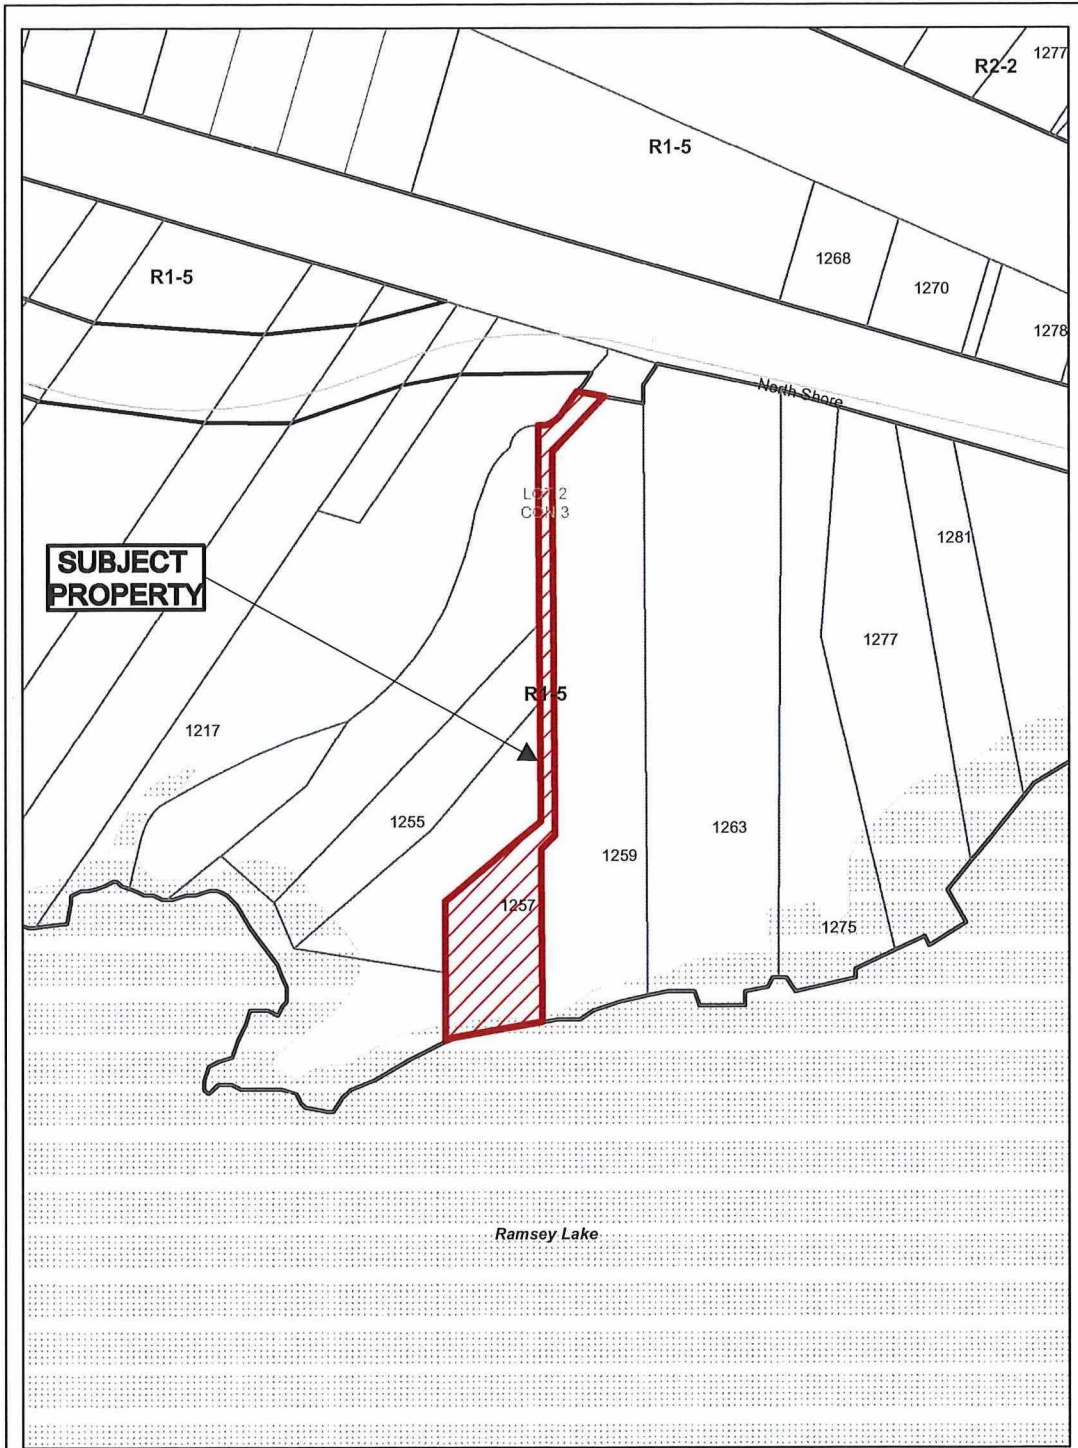 R2-2
1277
R1-5
1268
R1-5
1270
1278
North Shore
LOT 2
CON 3
1281
SUBJECT
PROPERTY
1277
R1-5
1217
1255
1263
1259
1257
1275
Ramsey Lake